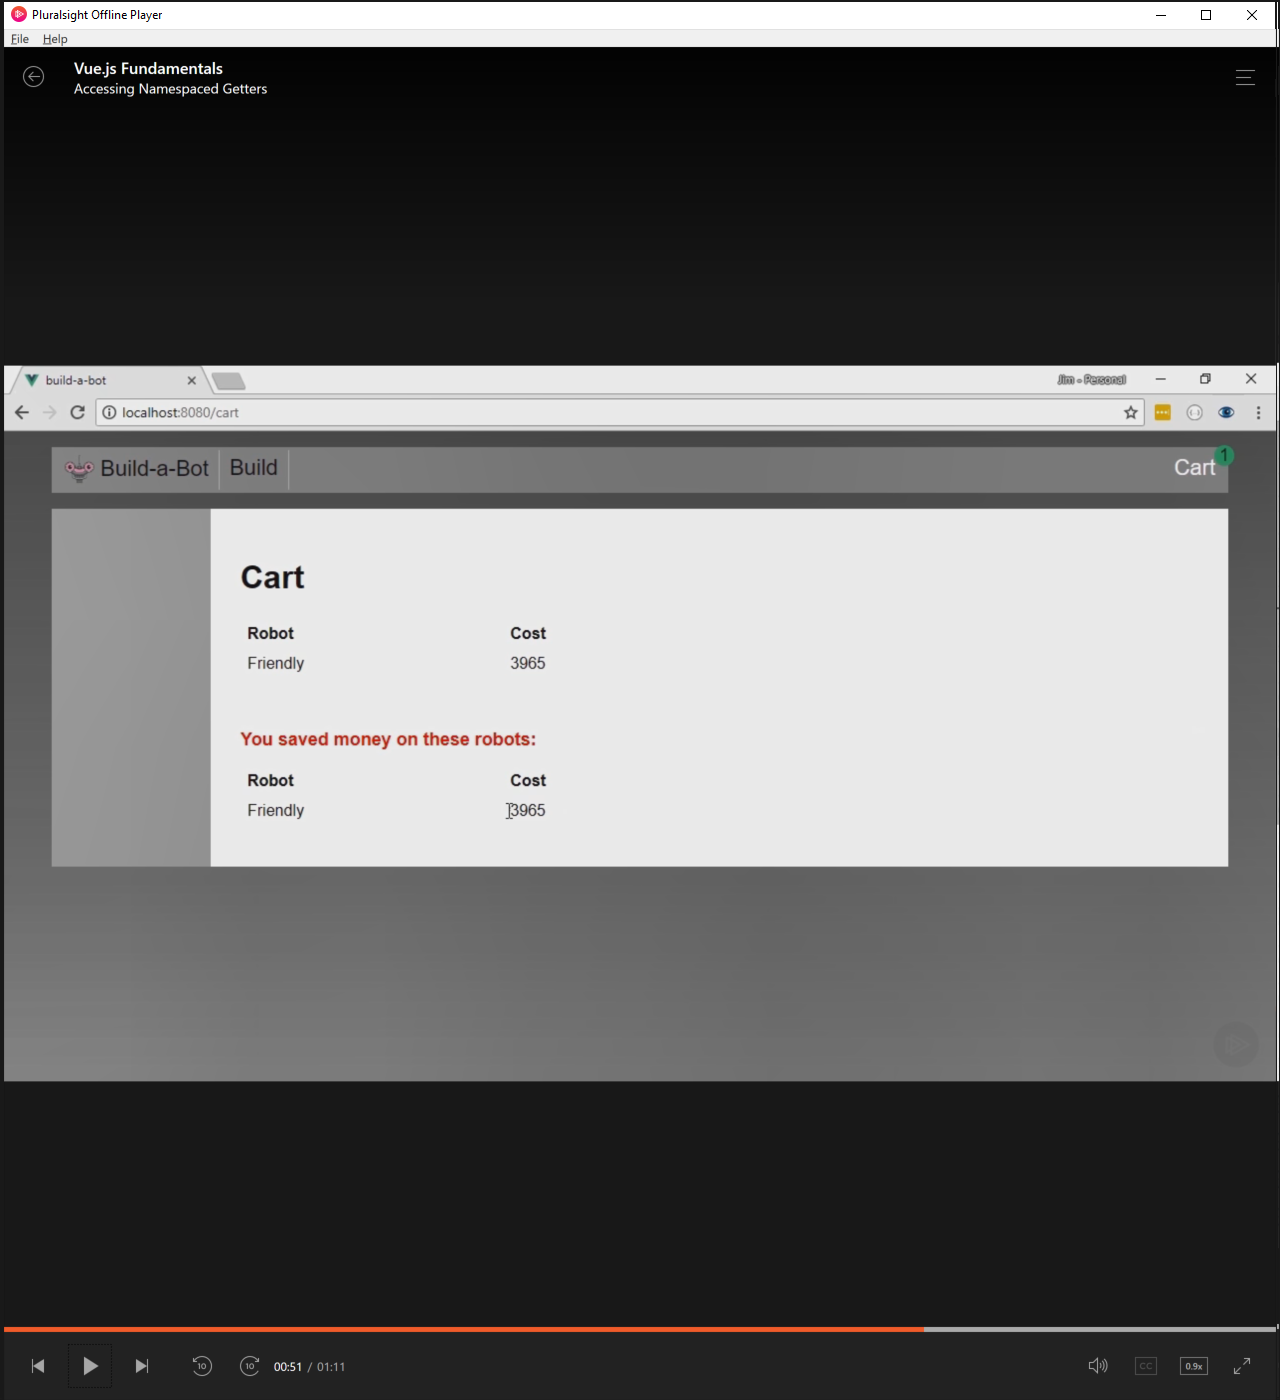 Pluralsight Offline Player
File Help
Vue.js Fundamentals
Accessing Namespaced Getters
build-a-bot
Jim - Personal
localhost:8080/cart
Build-a-Bot Build Cart 1
Cart
Robot Cost
Friendly 3965
You saved money on these robots:
Robot Cost
Friendly 3965
10 10 00:51 / 01:11 CC 0.9x